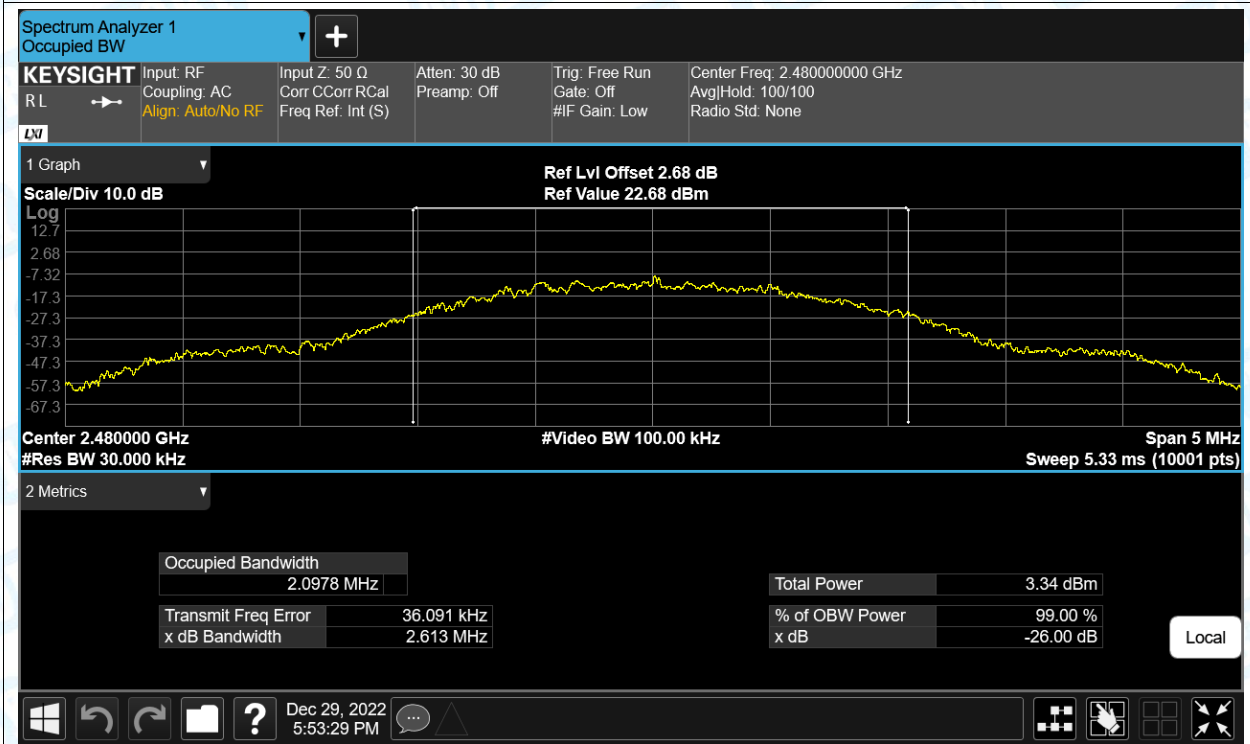 Spectrum Analyzer 1
Occupied BW
KEYSIGHT
R L
LXI
Input: RF
Coupling: AC
Align: Auto/No RF
Input Z: 50 Ω
Corr CCorr RCal
Freq Ref: Int (S)
Atten: 30 dB
Preamp: Off
Trig: Free Run
Gate: Off
#IF Gain: Low
Center Freq: 2.480000000 GHz
Avg|Hold: 100/100
Radio Std: None
1 Graph
Scale/Div 10.0 dB
Ref Lvl Offset 2.68 dB
Ref Value 22.68 dBm
Log
12.7
2.68
-7.32
-17.3
-27.3
-37.3
-47.3
-57.3
-67.3
Center 2.480000 GHz
#Video BW 100.00 kHz
Span 5 MHz
#Res BW 30.000 kHz
Sweep 5.33 ms (10001 pts)
2 Metrics
Occupied Bandwidth
2.0978 MHz
Transmit Freq Error 36.091 kHz
x dB Bandwidth 2.613 MHz
Total Power 3.34 dBm
% of OBW Power 99.00 %
x dB -26.00 dB
Local
?
Dec 29, 2022
5:53:29 PM